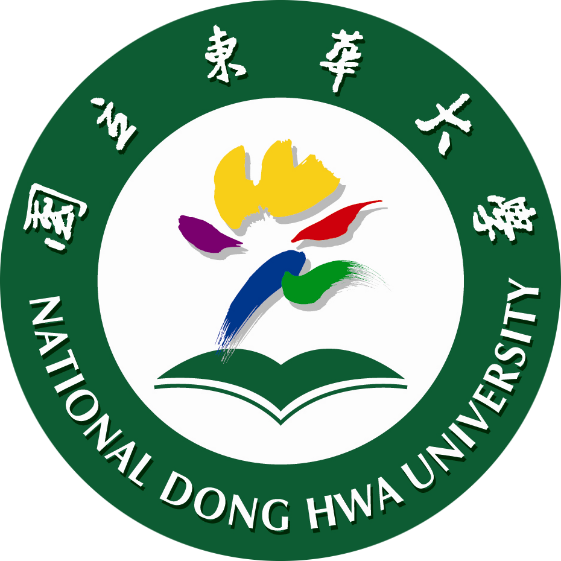 國立東華大學
NATIONAL DONG HWA UNIVERSITY